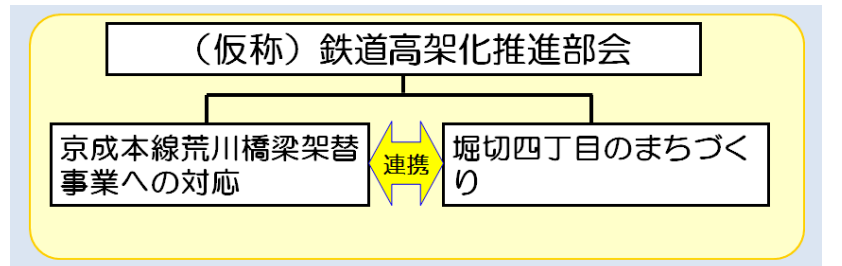 （仮称）鉄道高架化推進部会
京成本線荒川橋梁架替
事業への対応
連携
堀切四丁目のまちづく
り